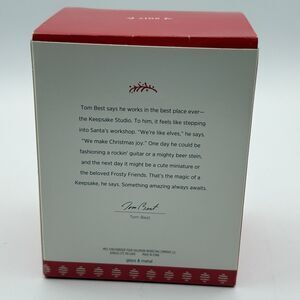 Tom Best says he works in the best place ever—
the Keepsake Studio. To him, it feels like stepping
into Santa's workshop. "We're like elves," he says.
"We make Christmas joy." One day he could be
fashioning a rockin' guitar or a mighty beer stein,
and the next day it might be a cute miniature or
the beloved Frosty Friends. That's the magic of a
Keepsake, he says. Something amazing always awaits.
Tom Best
Tom Best
glass & metal